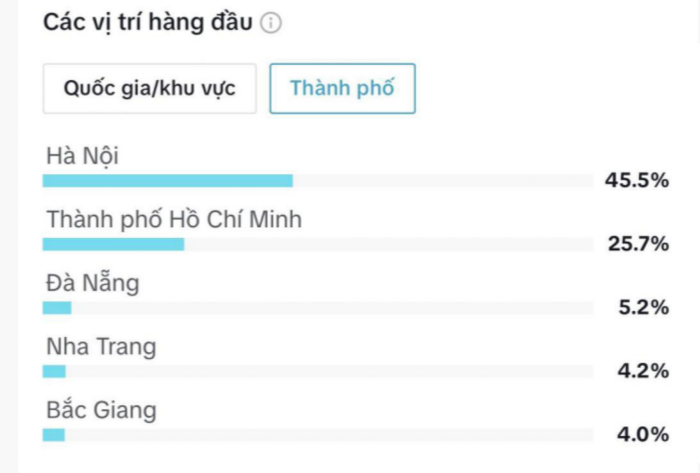 Các vị trí hàng đầu
Quốc gia/khu vực
Thành phố
Hà Nội
45.5%
Thành phố Hồ Chí Minh
25.7%
Đà Nẵng
5.2%
Nha Trang
4.2%
Bắc Giang
4.0%